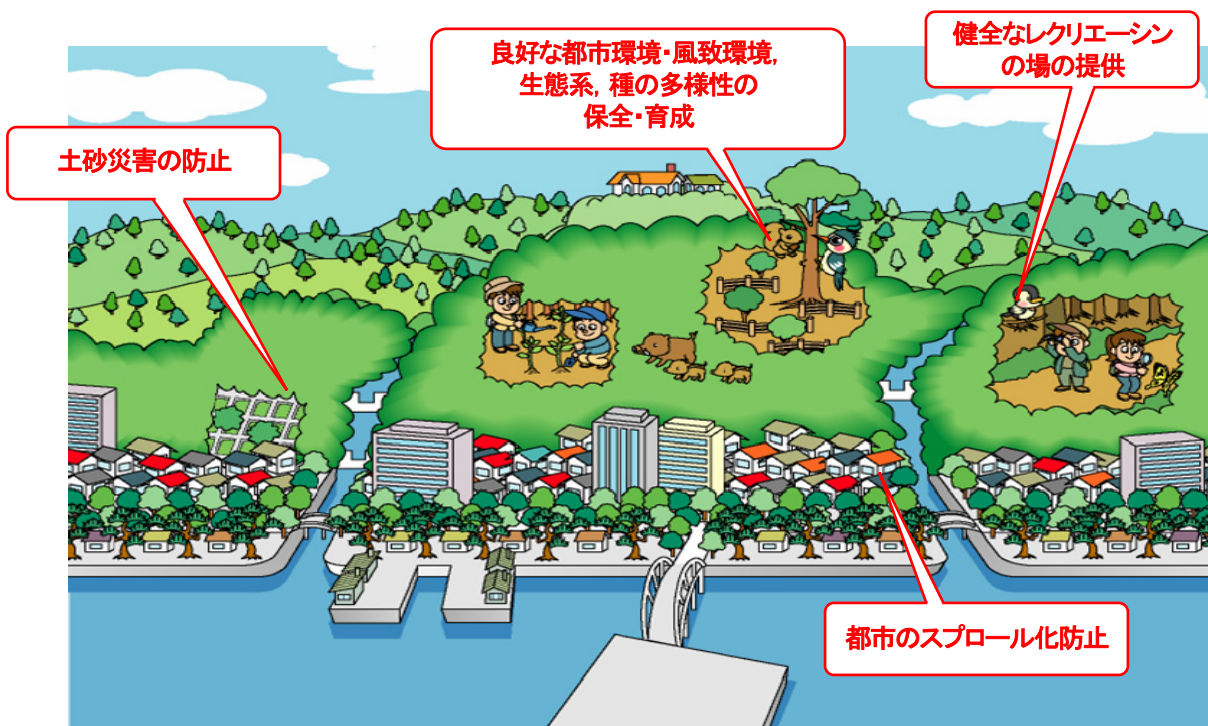 土砂災害の防止
良好な都市環境・風致環境,
生態系, 種の多様性の
保全・育成
健全なレクリエーシン
の場の提供
都市のスプロール化防止